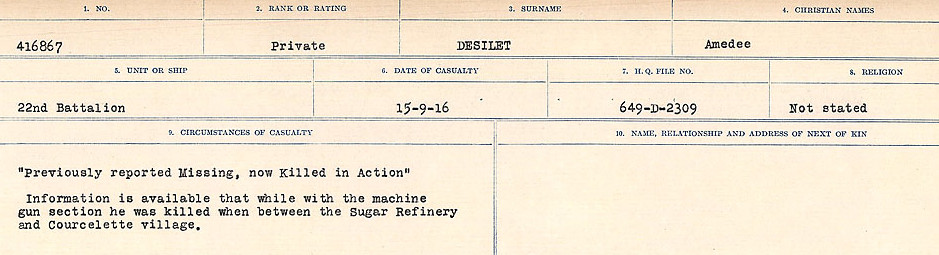 1. NO. 2. RANK OR RATING 3. SURNAME 4. CHRISTIAN NAMES
416867 Private DESILET Amedee
5. UNIT OR SHIP 6. DATE OF CASUALTY 7. H.Q. FILE NO. 8. RELIGION
22nd Battalion 15-9-16 649-D-2309 Not stated
9. CIRCUMSTANCES OF CASUALTY 10. NAME, RELATIONSHIP AND ADDRESS OF NEXT OF KIN
"Previously reported Missing, now Killed in Action"
Information is available that while with the machine
gun section he was killed when between the Sugar Refinery
and Courcelette village.